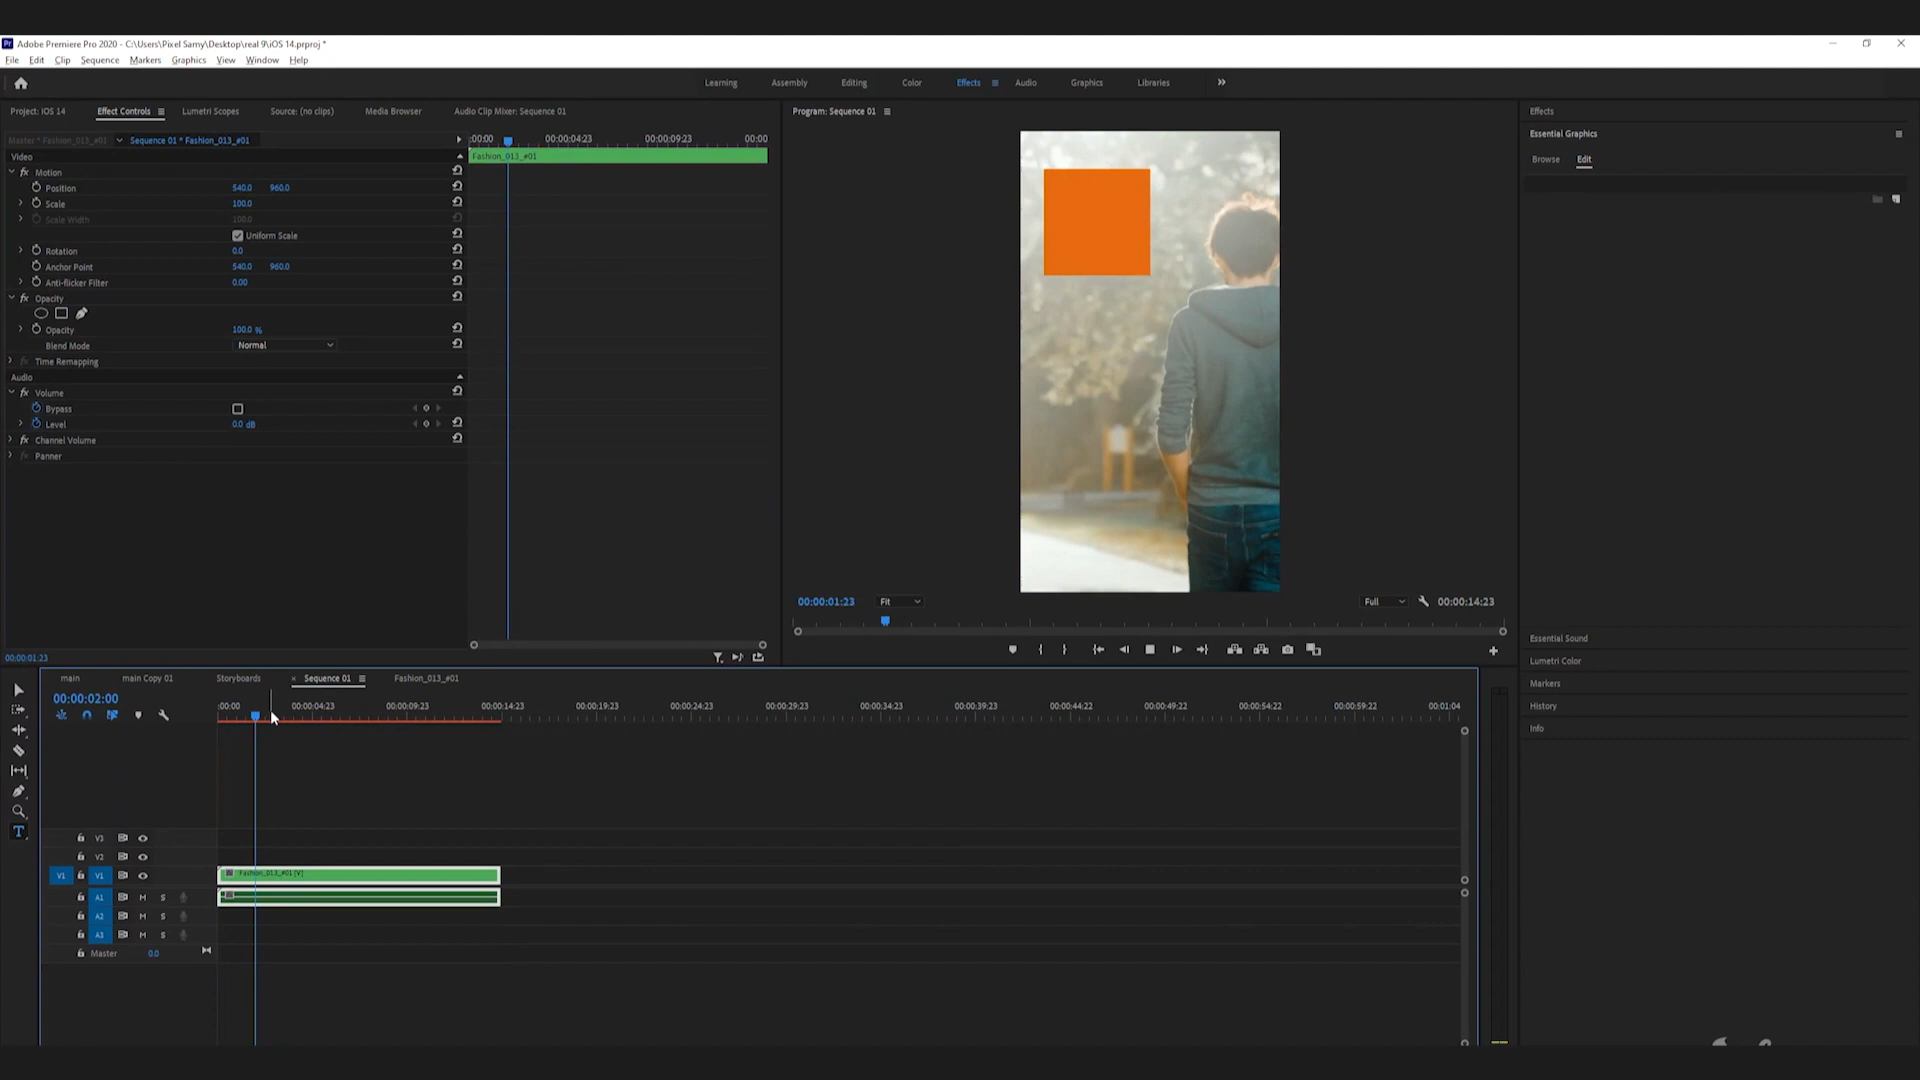 Adobe Premiere Pro 2020 - C:\Users\Pixel Samy\Desktop\real 9\iOS 14.prproj *
File Edit Clip Sequence Markers Graphics View Window Help
Learning Assembly Editing Color Effects Audio Graphics Libraries
Project: iOS 14 Effect Controls Lumetri Scopes Source: (no clips) Media Browser Audio Clip Mixer: Sequence 01
Program: Sequence 01
Effects
Essential Graphics
Browse Edit
Master * Fashion_013_#01 Sequence 01 * Fashion_013_#01
:00:00 00:00:04:23 00:00:09:23 00:00
Video
Fashion_013_#01
Motion
Position 540.0 960.0
Scale 100.0
Scale Width 100.0
Uniform Scale
Rotation 0.0
Anchor Point 540.0 960.0
Anti-flicker Filter 0.00
Opacity
Opacity 100.0 %
Blend Mode Normal
Time Remapping
Audio
Volume
Bypass
Level 0.0 dB
Channel Volume
Panner
00:00:01:23
00:00:01:23 Fit Full 00:00:14:23
Essential Sound
Lumetri Color
Markers
History
Info
main main Copy 01 Storyboards × Sequence 01 Fashion_013_#01
00:00:02:00
:00:00 00:00:04:23 00:00:09:23 00:00:14:23 00:00:19:23 00:00:24:23 00:00:29:23 00:00:34:23 00:00:39:23 00:00:44:22 00:00:49:22 00:00:54:22 00:00:59:22 00:01:04
V3
V2
V1 V1 Fashion_013_#01 [V]
A1 M S
A2 M S
A3 M S
Master 0.0